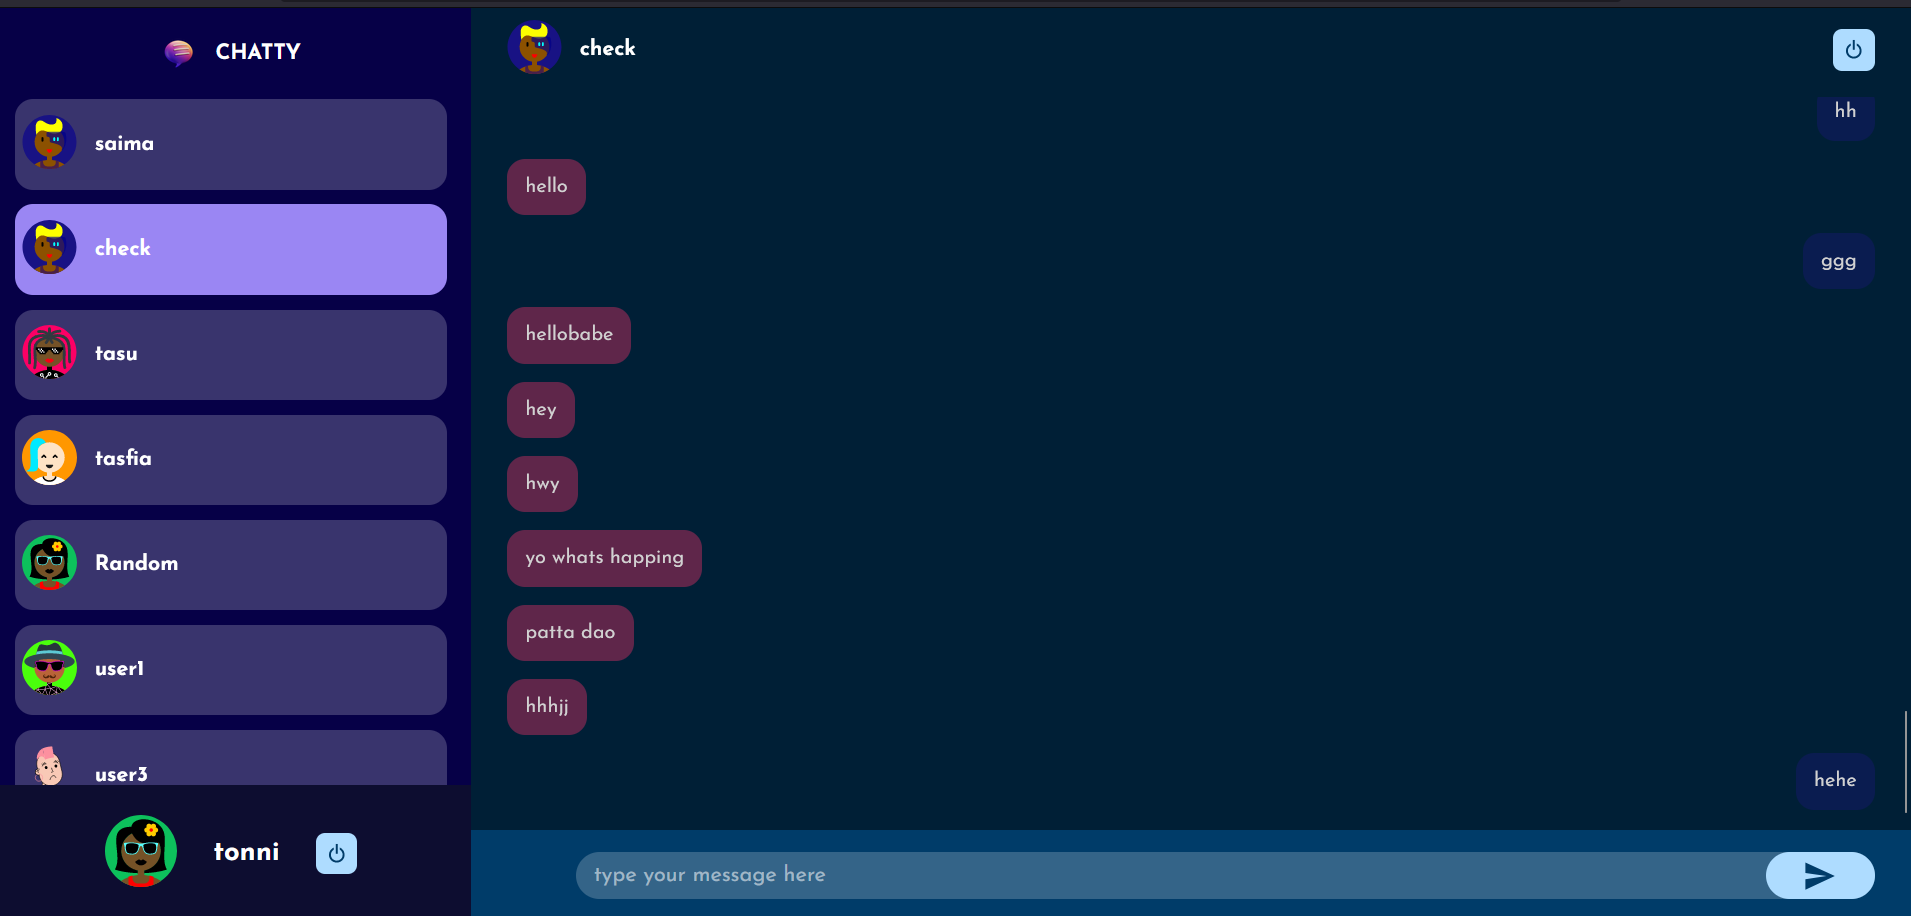 CHATTY
saima
check
tasu
tasfia
Random
user1
user3
tonni
check
hh
hello
ggg
hellobabe
hey
hwy
yo whats happing
patta dao
hhhjj
hehe
type your message here